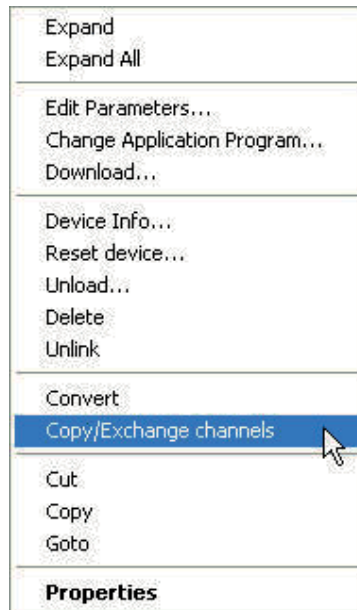 Expand
Expand All
Edit Parameters...
Change Application Program...
Download...
Device Info...
Reset device...
Unload...
Delete
Unlink
Convert
Copy/Exchange channels
Cut
Copy
Goto
Properties